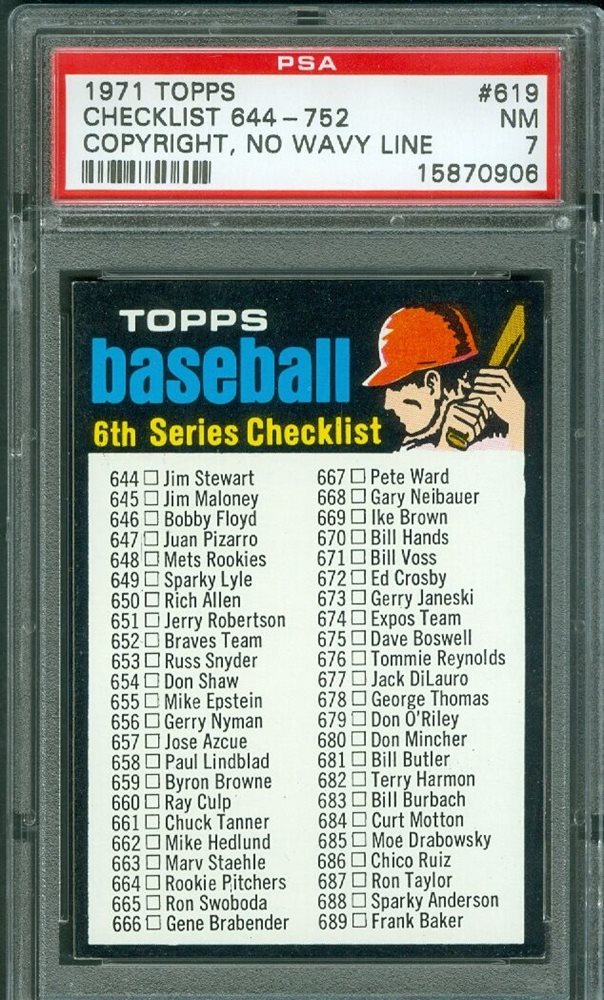 PSA
1971 TOPPS #619
CHECKLIST 644-752 NM
COPYRIGHT, NO WAVY LINE 7
15870906
TOPPS
baseball
6th Series Checklist
644 □ Jim Stewart
645 □ Jim Maloney
646 □ Bobby Floyd
647 □ Juan Pizarro
648 □ Mets Rookies
649 □ Sparky Lyle
650 □ Rich Allen
651 □ Jerry Robertson
652 □ Braves Team
653 □ Russ Snyder
654 □ Don Shaw
655 □ Mike Epstein
656 □ Gerry Nyman
657 □ Jose Azcue
658 □ Paul Lindblad
659 □ Byron Browne
660 □ Ray Culp
661 □ Chuck Tanner
662 □ Mike Hedlund
663 □ Marv Staehle
664 □ Rookie Pitchers
665 □ Ron Swoboda
666 □ Gene Brabender
667 □ Pete Ward
668 □ Gary Neibauer
669 □ Ike Brown
670 □ Bill Hands
671 □ Bill Voss
672 □ Ed Crosby
673 □ Gerry Janeski
674 □ Expos Team
675 □ Dave Boswell
676 □ Tommie Reynolds
677 □ Jack DiLauro
678 □ George Thomas
679 □ Don O'Riley
680 □ Don Mincher
681 □ Bill Butler
682 □ Terry Harmon
683 □ Bill Burbach
684 □ Curt Motton
685 □ Moe Drabowsky
686 □ Chico Ruiz
687 □ Ron Taylor
688 □ Sparky Anderson
689 □ Frank Baker